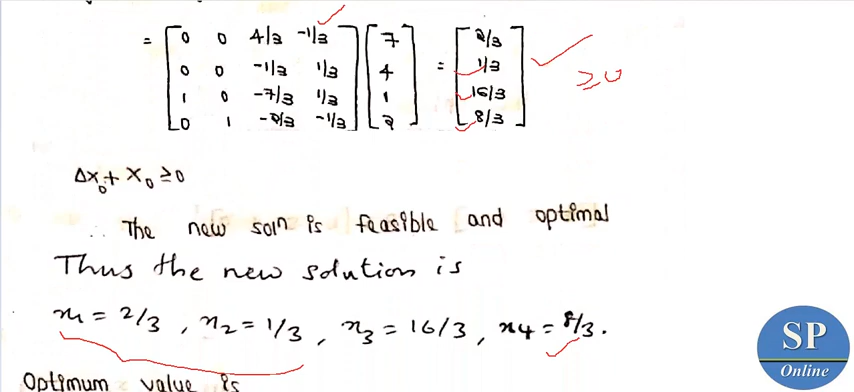 = [ 0 0 4/3 -1/3 ] [ 7 ] = [ 2/3 ]
[ 0 0 -1/3 1/3 ] [ 4 ] [ 1/3 ] ≥0
[ 1 0 -7/3 1/3 ] [ 1 ] [ 16/3 ]
[ 0 1 -2/3 -1/3 ] [ 2 ] [ 8/3 ]
Δx₀ + X₀ ≥0
∴ The new soln is feasible and optimal
Thus the new solution is
x₁ = 2/3 , x₂ = 1/3 , x₃ = 16/3 , x4 = 8/3 .
Optimum value is
SP
Online